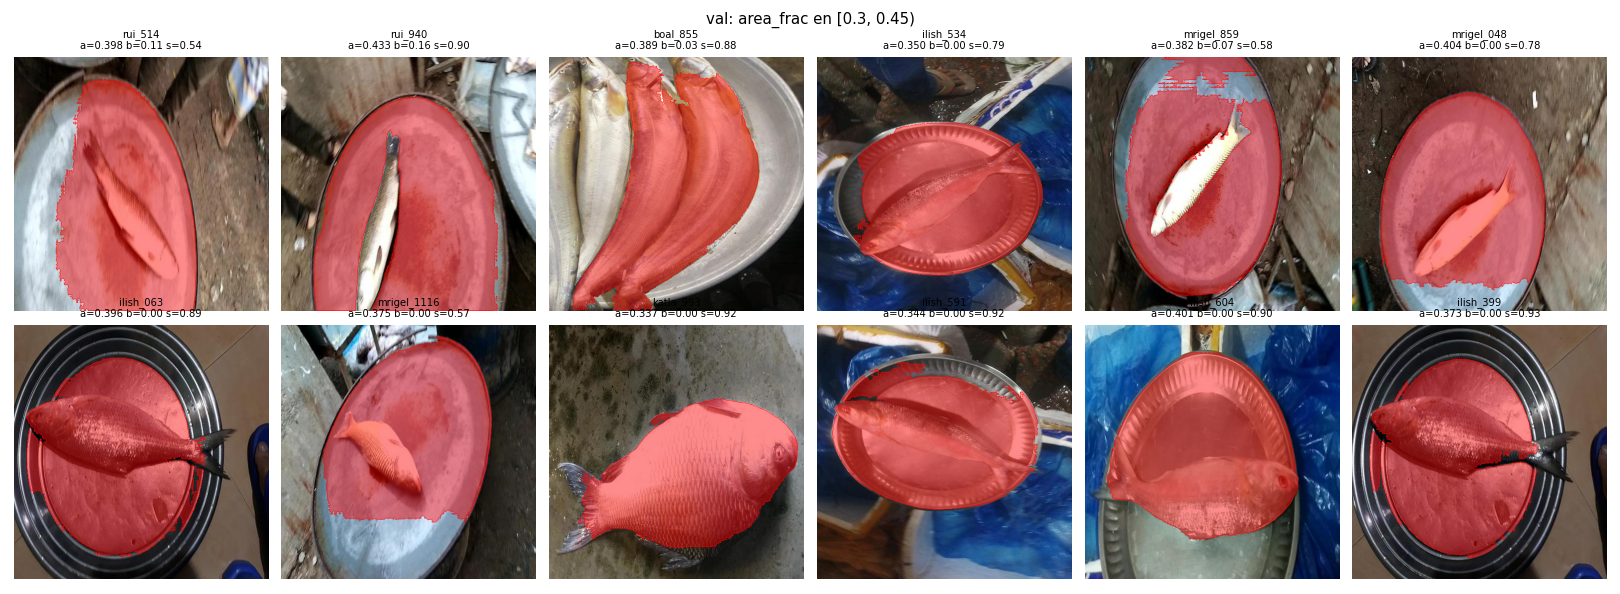 val: area_frac en [0.3, 0.45)
rui_514
a=0.398 b=0.11 s=0.54
rui_940
a=0.433 b=0.16 s=0.90
boal_855
a=0.389 b=0.03 s=0.88
ilish_534
a=0.350 b=0.00 s=0.79
mrigel_859
a=0.382 b=0.07 s=0.58
mrigel_048
a=0.404 b=0.00 s=0.78
ilish_063
a=0.396 b=0.00 s=0.89
mrigel_1116
a=0.375 b=0.00 s=0.57
a=0.337 b=0.00 s=0.92
ilish_591
a=0.344 b=0.00 s=0.92
a=0.401 b=0.00 s=0.90
ilish_399
a=0.373 b=0.00 s=0.93